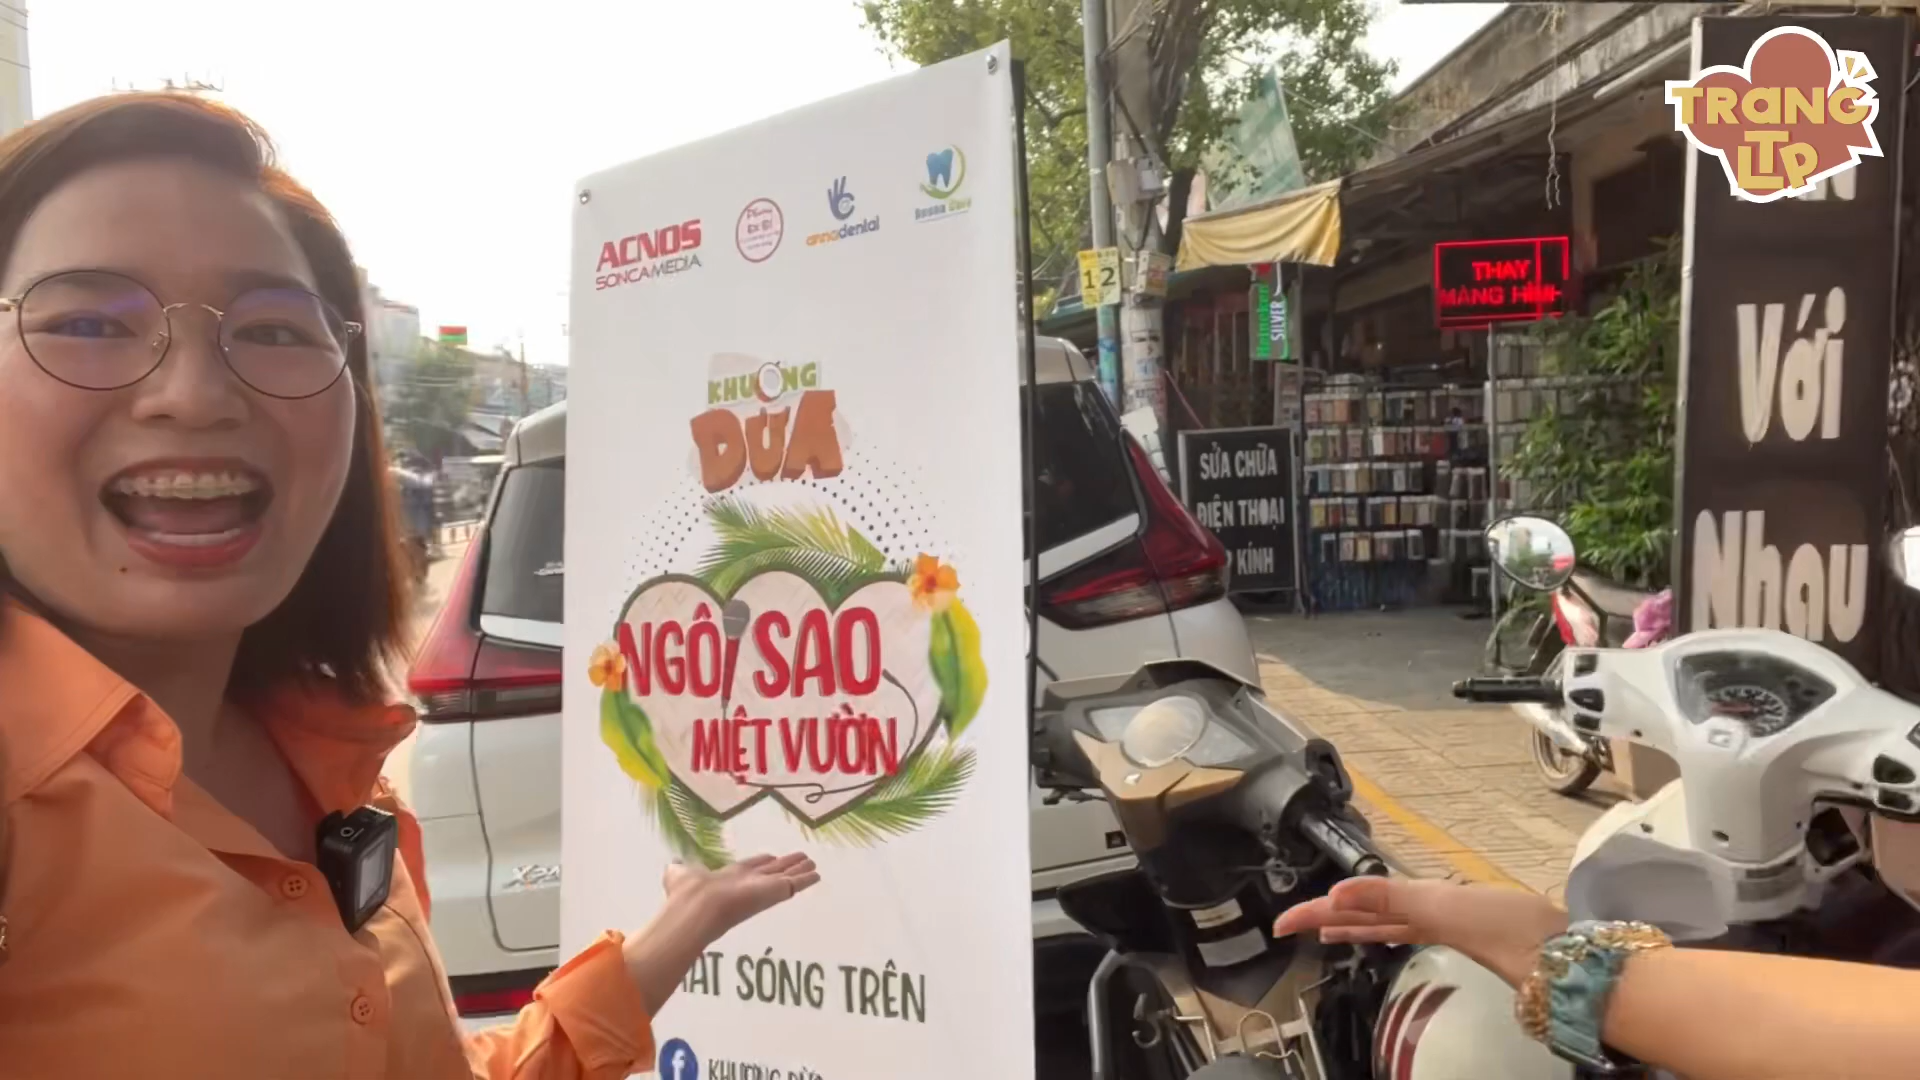 TRANG
LTP
ACNOS
SONCAMEDIA
annadental
KHƯƠNG
DỪA
NGÔI SAO
MIỆT VƯỜN
SÓNG TRÊN
f
12
Heineken
SILVER
THAY
MÀNG HÌNH
SỬA CHỮA
ĐIỆN THOẠI
KÍNH
Với
Nhau